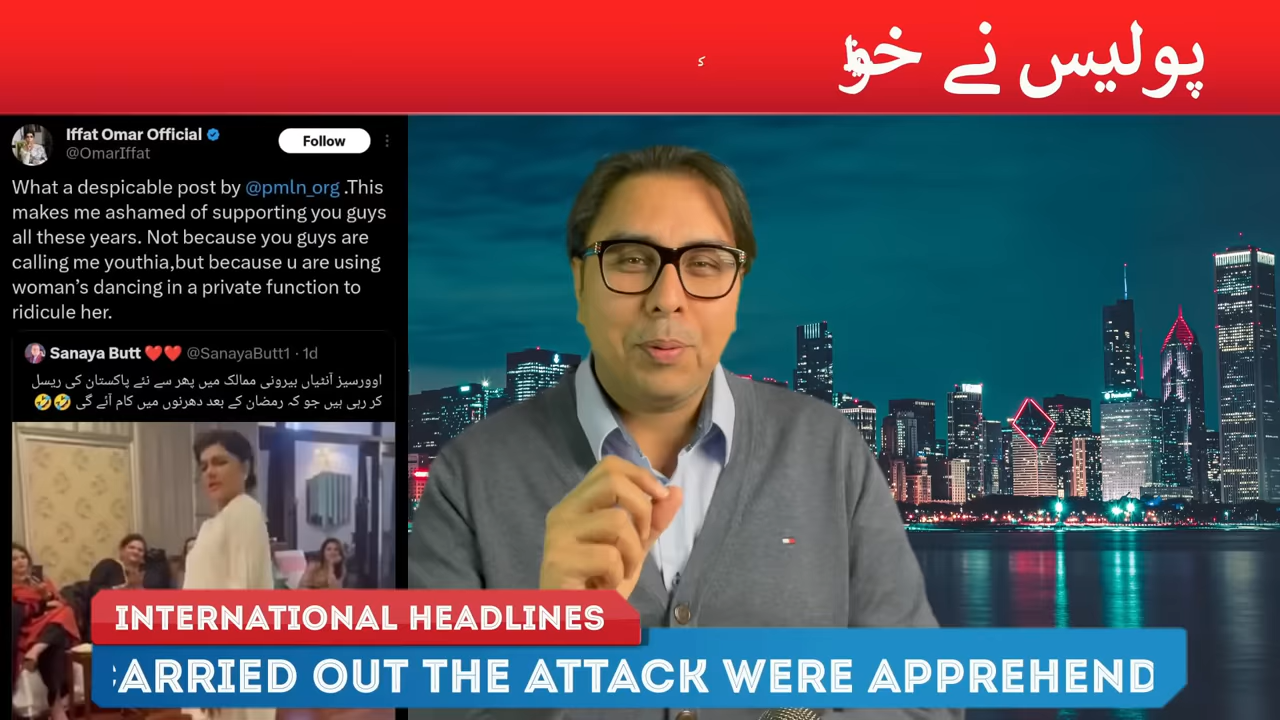 پولیس نے
Iffat Omar Official
Follow
@OmarIffat
What a despicable post by @pmln_org .This
makes me ashamed of supporting you guys
all these years. Not because you guys are
calling me youthia,but because u are using
woman's dancing in a private function to
ridicule her.
Sanaya Butt ❤️❤️ @SanayaButt1 · 1d
اوورسیز آنٹیاں بیرونی ممالک میں پھر سے نئے پاکستان کی ریسل
کر رہی ہیں جو کہ رمضان کے بعد دھرنوں میں کام آئے گی 🤣🤣
INTERNATIONAL HEADLINES
ARRIED OUT THE ATTACK WERE APPREHEND